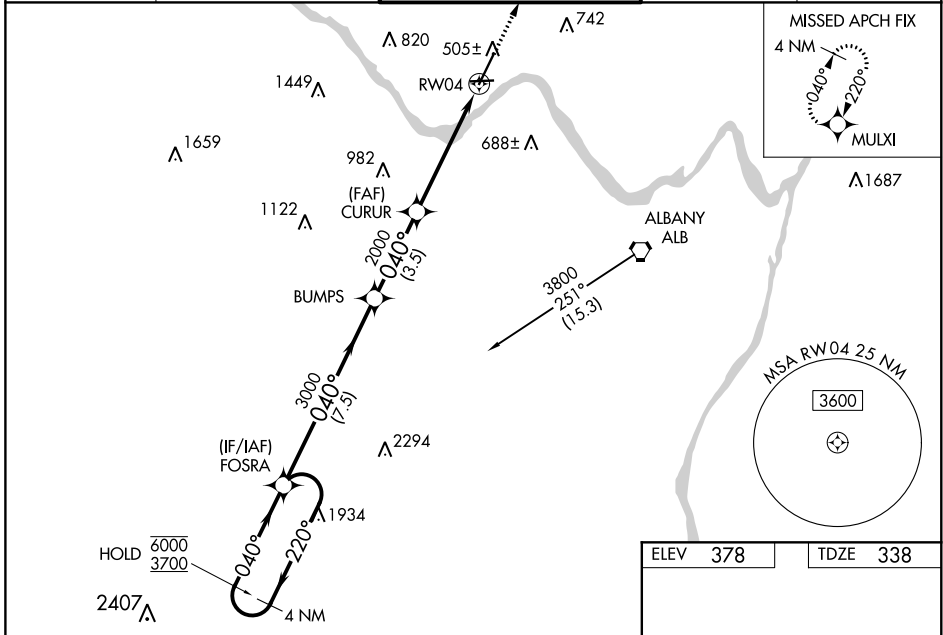 742
820
505±
RW04
1449
1659
982
688±
(FAF)
CURUR
1122
2000
040°
(3.5)
BUMPS
ALBANY
ALB
3800
251°
(15.3)
3000
040°
(7.5)
(IF/IAF)
FOSRA
2294
1934
HOLD
6000
3700
040°
220°
4 NM
2407
MISSED APCH FIX
4 NM
040°
220°
MULXI
1687
MSA RW04 25 NM
3600
ELEV 378
TDZE 338